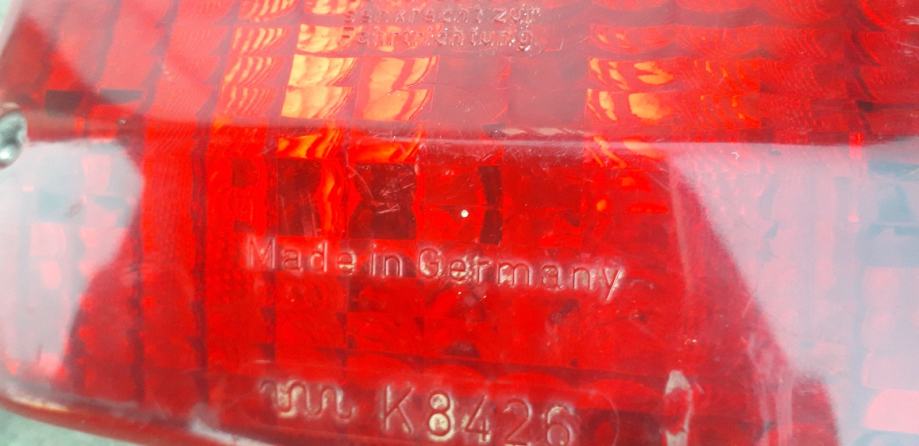 senkrecht zur
Fahrtrichtung
Made in Germany
K8426